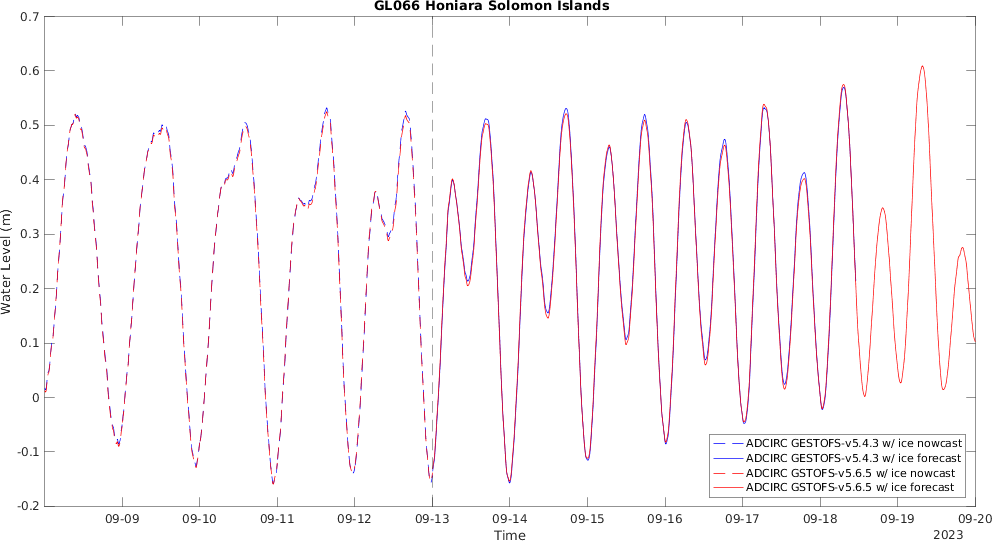 GL066 Honiara Solomon Islands
0.7
0.6
0.5
0.4
0.3
0.2
0.1
0
-0.1
-0.2
Water Level (m)
ADCIRC GESTOFS-v5.4.3 w/ ice nowcast
ADCIRC GESTOFS-v5.4.3 w/ ice forecast
ADCIRC GSTOFS-v5.6.5 w/ ice nowcast
ADCIRC GSTOFS-v5.6.5 w/ ice forecast
09-09 09-10 09-11 09-12 09-13 09-14 09-15 09-16 09-17 09-18 09-19 09-20
Time
2023